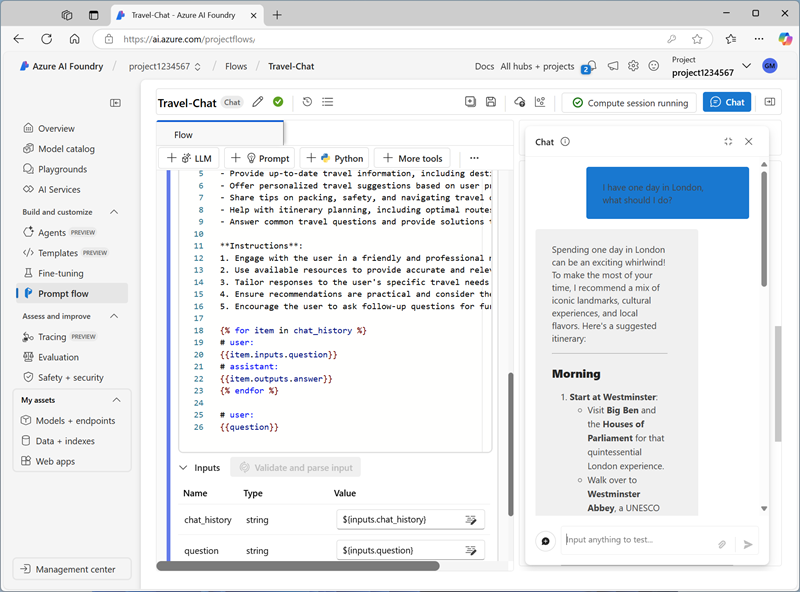 Travel-Chat - Azure AI Foundry
https://ai.azure.com/projectflows/
Azure AI Foundry / project1234567 / Flows / Travel-Chat
Docs All hubs + projects 2
Project
project1234567
GM
Overview
Model catalog
Playgrounds
AI Services
Build and customize
Agents PREVIEW
Templates PREVIEW
Fine-tuning
Prompt flow
Assess and improve
Tracing PREVIEW
Evaluation
Safety + security
My assets
Models + endpoints
Data + indexes
Web apps
Management center
Travel-Chat Chat
Compute session running
Chat
Flow
+ LLM + Prompt + Python + More tools ...
5 - Provide up-to-date travel information, including dest
6 - Offer personalized travel suggestions based on user pr
7 - Share tips on packing, safety, and navigating travel
8 - Help with itinerary planning, including optimal route
9 - Answer common travel questions and provide solutions
10
11 **Instructions**:
12 1. Engage with the user in a friendly and professional
13 2. Use available resources to provide accurate and rele
14 3. Tailor responses to the user's specific travel needs
15 4. Ensure recommendations are practical and consider the
16 5. Encourage the user to ask follow-up questions for fur
17
18 {% for item in chat_history %}
19 # user:
20 {{item.inputs.question}}
21 # assistant:
22 {{item.outputs.answer}}
23 {% endfor %}
24
25 # user:
26 {{question}}
Inputs
Validate and parse input
Name Type Value
chat_history string ${inputs.chat_history}
question string ${inputs.question}
Chat
I have one day in London,
what should I do?
Spending one day in London
can be an exciting whirlwind!
To make the most of your
time, I recommend a mix of
iconic landmarks, cultural
experiences, and local
flavors. Here's a suggested
itinerary:
Morning
1. Start at Westminster:
Visit Big Ben and
the Houses of
Parliament for that
quintessential
London experience.
Walk over to
Westminster
Abbey, a UNESCO
Input anything to test...